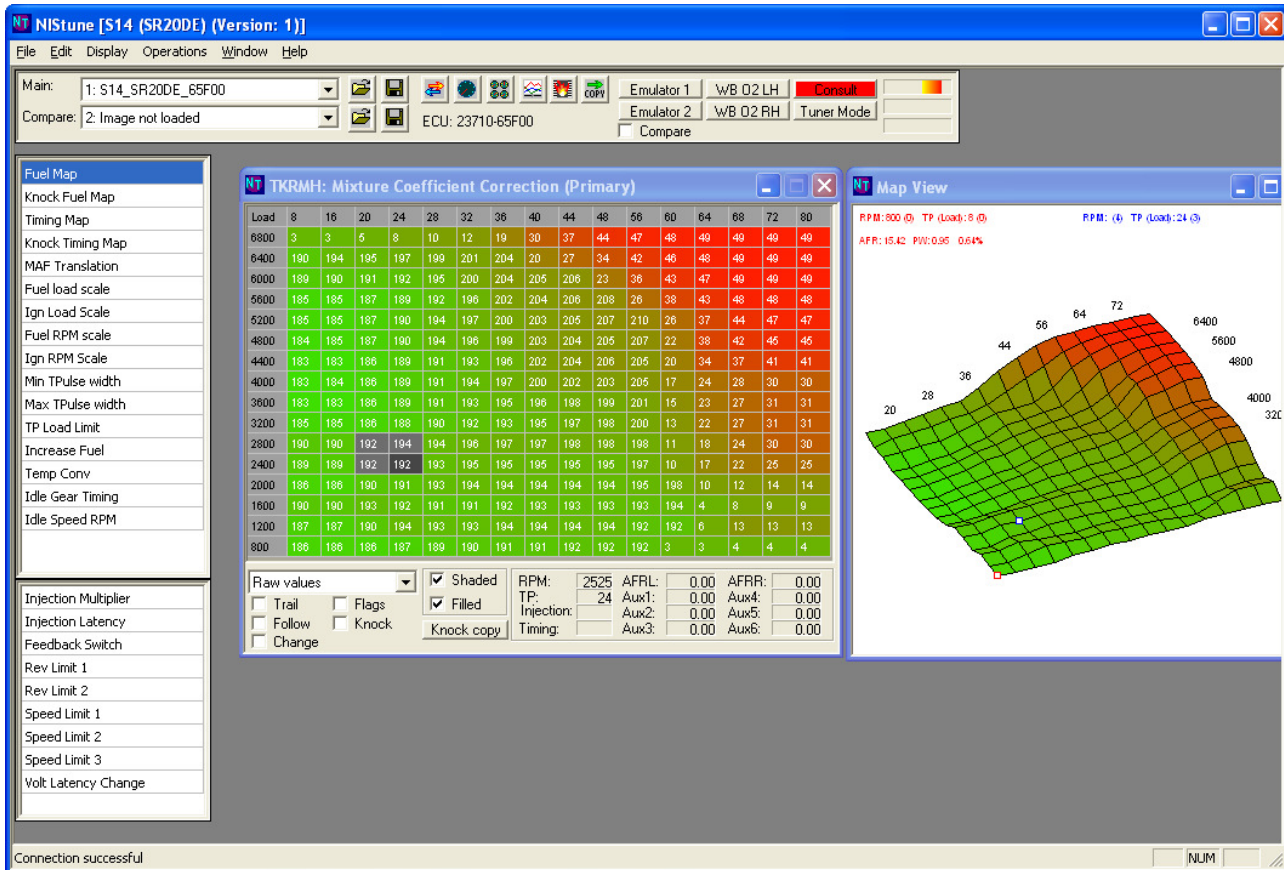 NIStune [S14 (SR20DE) (Version: 1)]
File Edit Display Operations Window Help
Main: 1: S14_SR20DE_65F00
COPY
Emulator 1 WB O2 LH Consult
Compare: 2: Image not loaded
ECU: 23710-65F00
Emulator 2 WB O2 RH Tuner Mode
Compare
Fuel Map
Knock Fuel Map
Timing Map
Knock Timing Map
MAF Translation
Fuel load scale
Ign Load Scale
Fuel RPM scale
Ign RPM Scale
Min TPulse width
Max TPulse width
TP Load Limit
Increase Fuel
Temp Conv
Idle Gear Timing
Idle Speed RPM
Injection Multiplier
Injection Latency
Feedback Switch
Rev Limit 1
Rev Limit 2
Speed Limit 1
Speed Limit 2
Speed Limit 3
Volt Latency Change
NT TKRMH: Mixture Coefficient Correction (Primary)
Load 8 16 20 24 28 32 36 40 44 48 56 60 64 68 72 80
6800 3 3 5 8 10 12 19 30 37 44 47 48 49 49 49 49
6400 190 194 195 197 199 201 204 20 27 34 42 46 48 49 49 49
6000 189 190 191 192 195 200 204 205 206 23 36 43 47 49 49 49
5600 185 185 187 189 192 196 202 204 206 208 26 38 43 48 48 48
5200 185 185 187 190 194 197 200 203 205 207 210 26 37 44 47 47
4800 184 185 187 190 194 196 199 203 204 205 207 22 38 42 45 45
4400 183 183 186 189 191 193 196 202 204 206 205 20 34 37 41 41
4000 183 184 186 189 191 194 197 200 202 203 205 17 24 28 30 30
3600 183 183 186 189 191 193 195 196 198 199 201 15 23 27 31 31
3200 185 185 186 188 190 192 193 195 197 198 200 13 22 27 31 31
2800 190 190 192 194 194 196 197 197 198 198 198 11 18 24 30 30
2400 189 189 192 192 193 195 195 195 195 195 197 10 17 22 25 25
2000 186 186 190 191 193 194 194 194 194 195 198 10 12 14 14
1600 190 190 193 192 191 191 192 193 193 193 194 4 8 9 9
1200 187 187 190 194 193 193 194 194 194 194 192 192 6 13 13 13
800 186 186 186 187 189 190 191 191 192 192 192 3 3 4 4 4
Raw values
Trail Flags
Follow Knock
Change
Shaded
Filled
Knock copy
RPM: 2525 AFRL: 0.00 AFRR: 0.00
TP: 24 Aux1: 0.00 Aux4: 0.00
Injection: Aux2: 0.00 Aux5: 0.00
Timing: Aux3: 0.00 Aux6: 0.00
NT Map View
RPM:800 (0) TP (Load):8 (0) RPM: (4) TP (Load):24 (3)
AFR:15.42 PW:0.95 0.64%
72
64
56
44
36
28
20
6400
5600
4800
4000
320
Connection successful
NUM